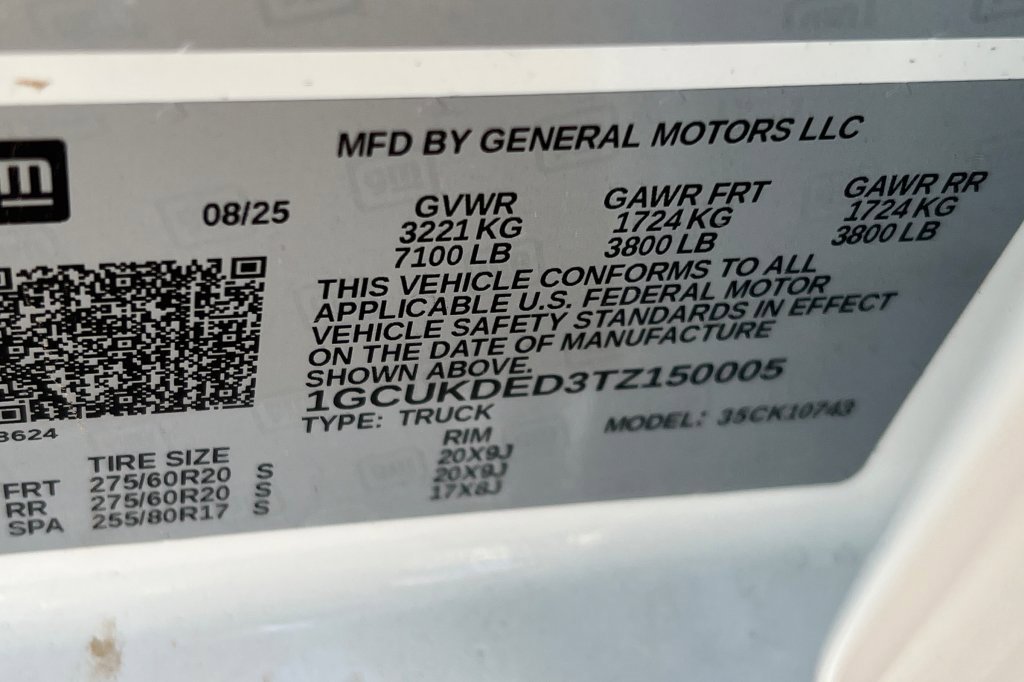 gm
MFD BY GENERAL MOTORS LLC
08/25
GVWR GAWR FRT GAWR RR
3221 KG 1724 KG 1724 KG
7100 LB 3800 LB 3800 LB
THIS VEHICLE CONFORMS TO ALL
APPLICABLE U.S. FEDERAL MOTOR
VEHICLE SAFETY STANDARDS IN EFFECT
ON THE DATE OF MANUFACTURE
SHOWN ABOVE.
1GCUKDED3TZ150005
TYPE: TRUCK MODEL: 35CK10743
3624
TIRE SIZE RIM
FRT 275/60R20 S 20X9J
RR 275/60R20 S 20X9J
SPA 255/80R17 S 17X8J